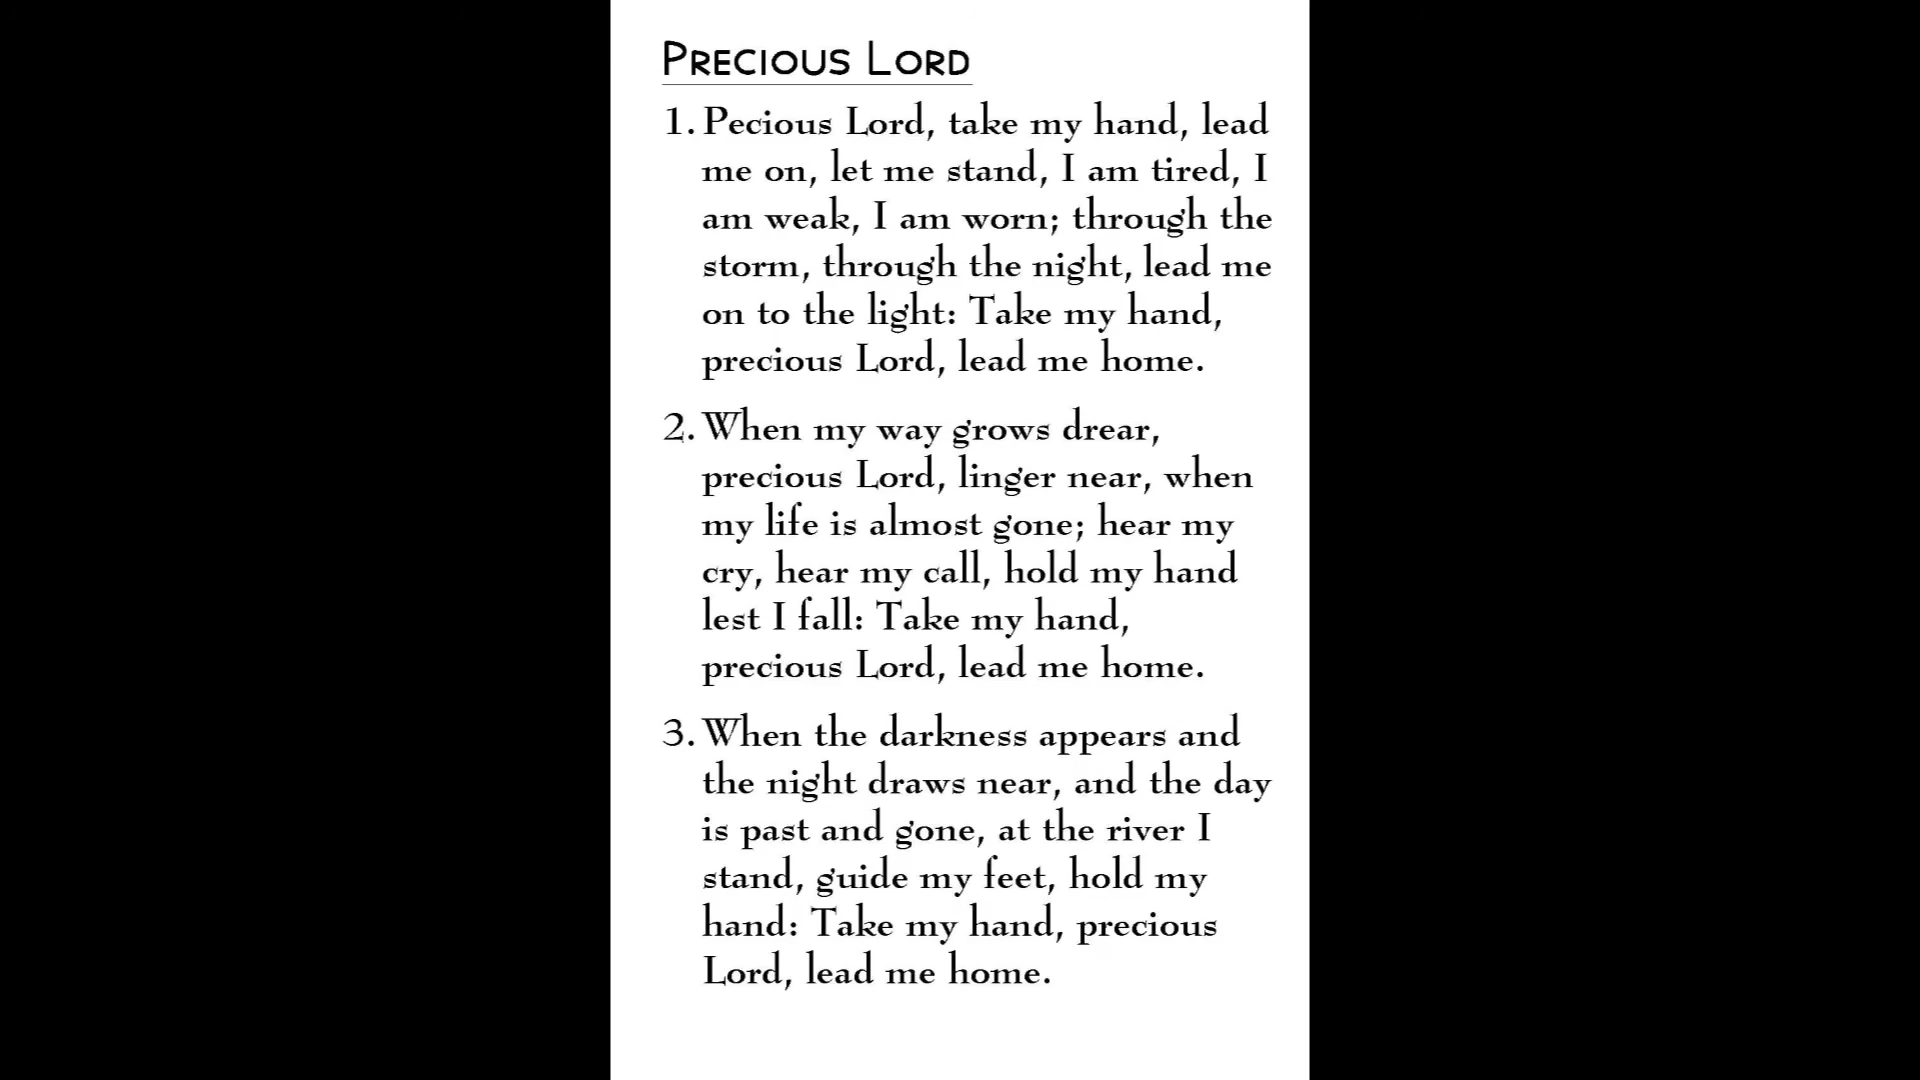 PRECIOUS LORD
1. Pecious Lord, take my hand, lead
me on, let me stand, I am tired, I
am weak, I am worn; through the
storm, through the night, lead me
on to the light: Take my hand,
precious Lord, lead me home.
2. When my way grows drear,
precious Lord, linger near, when
my life is almost gone; hear my
cry, hear my call, hold my hand
lest I fall: Take my hand,
precious Lord, lead me home.
3. When the darkness appears and
the night draws near, and the day
is past and gone, at the river I
stand, guide my feet, hold my
hand: Take my hand, precious
Lord, lead me home.